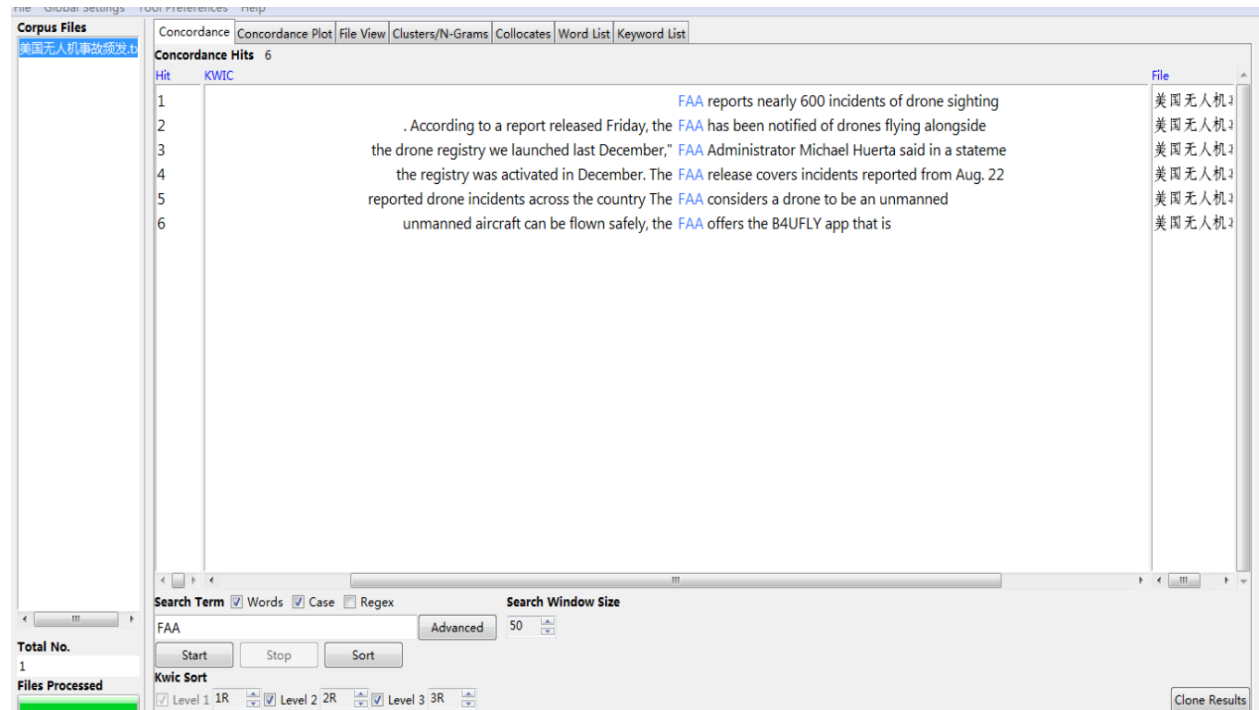 File Global Settings Tool Preferences Help
Corpus Files
美国无人机事故频发.tx
Concordance Concordance Plot File View Clusters/N-Grams Collocates Word List Keyword List
Concordance Hits 6
Hit KWIC File
1 FAA reports nearly 600 incidents of drone sighting 美国无人机
2 . According to a report released Friday, the FAA has been notified of drones flying alongside 美国无人机
3 the drone registry we launched last December," FAA Administrator Michael Huerta said in a stateme 美国无人机
4 the registry was activated in December. The FAA release covers incidents reported from Aug. 22 美国无人机
5 reported drone incidents across the country The FAA considers a drone to be an unmanned 美国无人机
6 unmanned aircraft can be flown safely, the FAA offers the B4UFLY app that is 美国无人机
Search Term Words Case Regex Search Window Size
FAA Advanced 50
Total No.
1
Start Stop Sort
Files Processed
Kwic Sort
Level 1 1R Level 2 2R Level 3 3R Clone Results